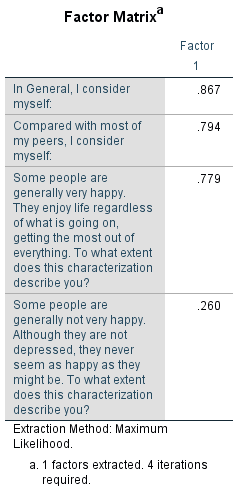 Factor Matrixa
Factor
1
In General, I consider
myself:
.867
Compared with most of
my peers, I consider
myself:
.794
Some people are
generally very happy.
They enjoy life regardless
of what is going on,
getting the most out of
everything. To what extent
does this characterization
describe you?
.779
Some people are
generally not very happy.
Although they are not
depressed, they never
seem as happy as they
might be. To what extent
does this characterization
describe you?
.260
Extraction Method: Maximum
Likelihood.
a. 1 factors extracted. 4 iterations
required.